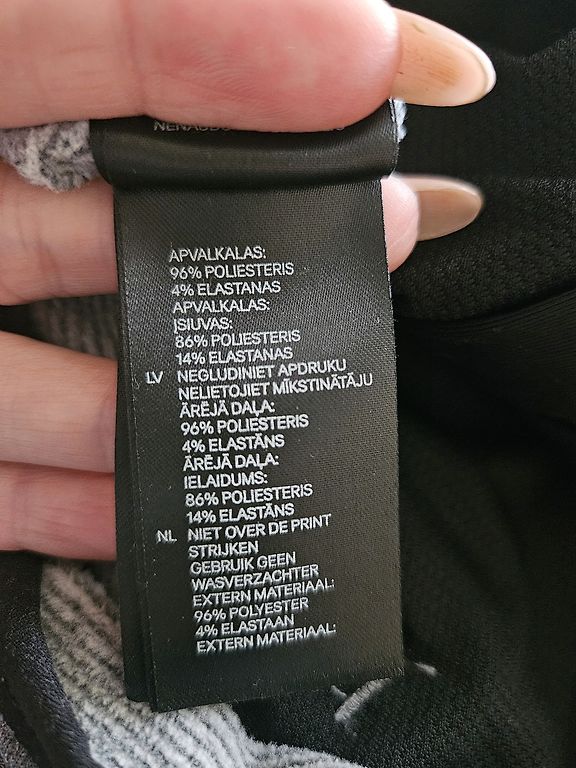 APVALKALAS:
96% POLIESTERIS
4% ELASTANAS
APVALKALAS:
ĮSIUVAS:
86% POLIESTERIS
14% ELASTANAS
LV NEGLUDINIET APDRUKU
NELIETOJIET MĪKSTINĀTĀJU
ĀRĒJĀ DAĻA:
96% POLIESTERIS
4% ELASTĀNS
ĀRĒJĀ DAĻA:
IELAIDUMS:
86% POLIESTERIS
14% ELASTĀNS
NL NIET OVER DE PRINT
STRIJKEN
GEBRUIK GEEN
WASVERZACHTER
EXTERN MATERIAAL:
96% POLYESTER
4% ELASTAAN
EXTERN MATERIAAL: